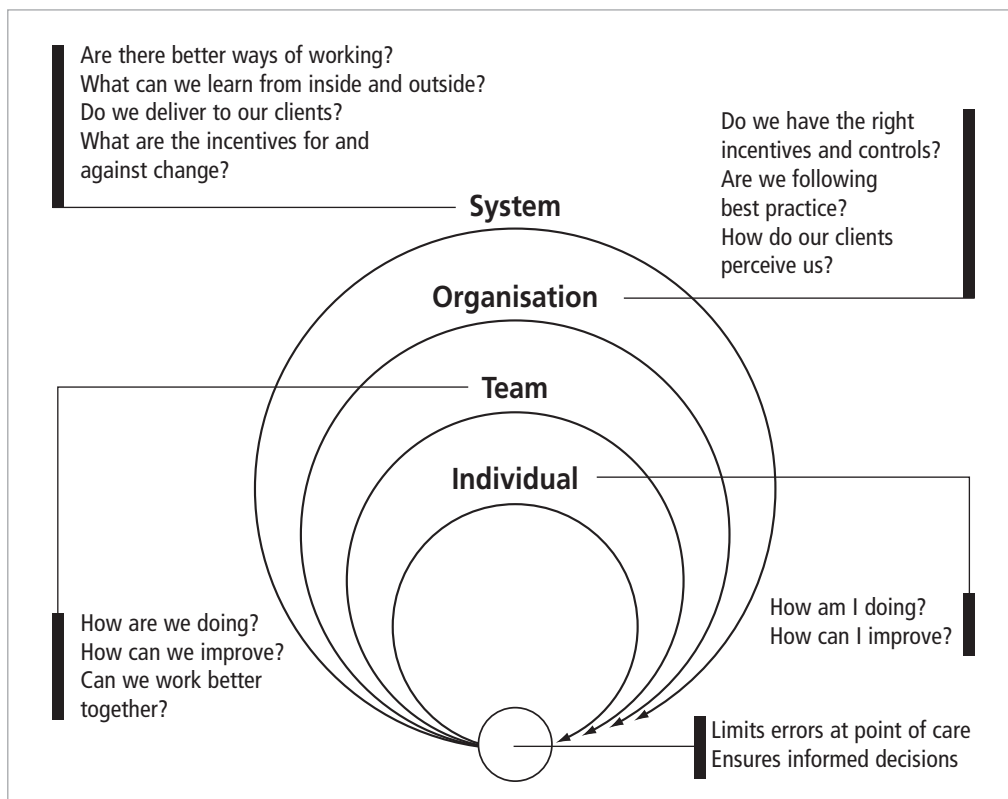 Are there better ways of working?
What can we learn from inside and outside?
Do we deliver to our clients?
What are the incentives for and
against change?
Do we have the right
incentives and controls?
Are we following
best practice?
How do our clients
perceive us?
System
Organisation
Team
Individual
How are we doing?
How can we improve?
Can we work better
together?
How am I doing?
How can I improve?
Limits errors at point of care
Ensures informed decisions